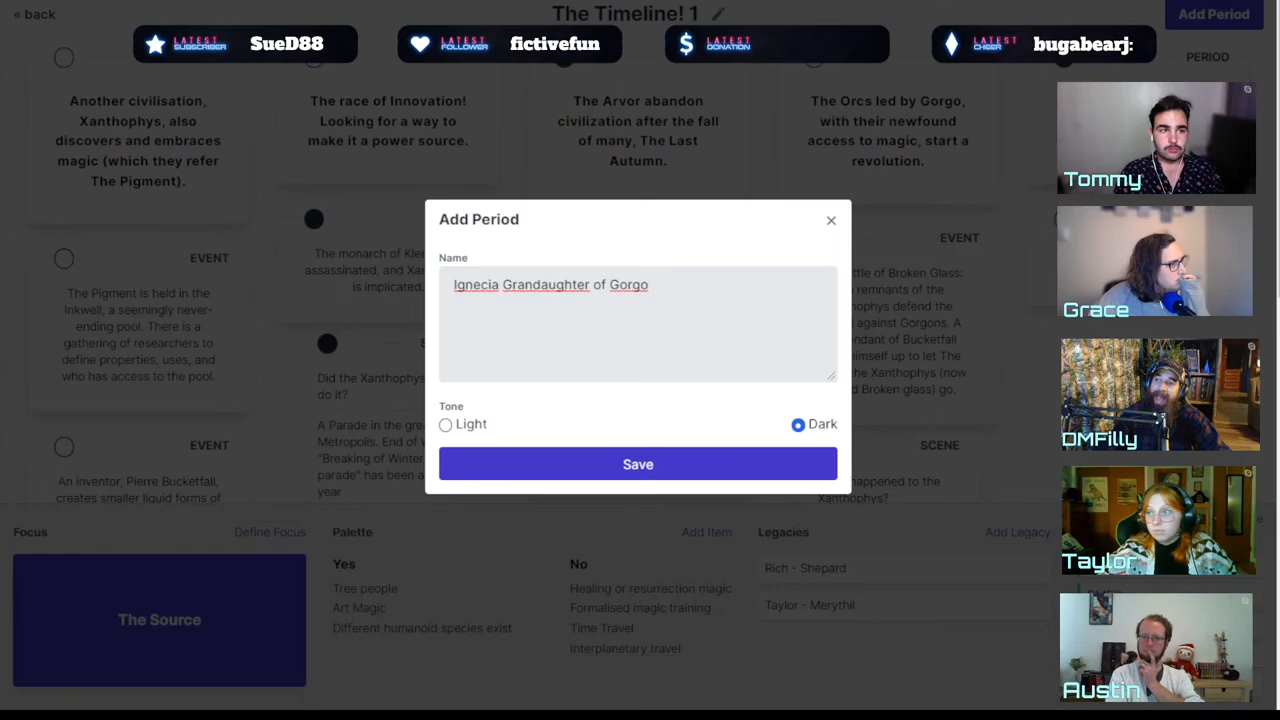 « back
The Timeline! 1
Add Period
LATEST SUBSCRIBER
SueD88
LATEST FOLLOWER
fictivefun
LATEST DONATION
LATEST CHEER
bugabearj:
PERIOD
Another civilisation,
Xanthophys, also
discovers and embraces
magic (which they refer
The Pigment).
The race of Innovation!
Looking for a way to
make it a power source.
The Arvor abandon
civilization after the fall
of many, The Last
Autumn.
The Orcs led by Gorgo,
with their newfound
access to magic, start a
revolution.
EVENT
The Pigment is held in the
Inkwell, a seemingly never-
ending pool. There is a
gathering of researchers to
define properties, uses, and
who has access to the pool.
EVENT
An inventor, Pierre Bucketfall,
creates smaller liquid forms of
The monarch of
assassinated, and
is implicated.
Did the Xanthophys
do it?
A Parade in the
Metropolis. End of
"Breaking of Winter
parade" has been a
year
Add Period
Name
Ignecia Grandaughter of Gorgo
Tone
Light
Dark
Save
EVENT
of Broken Glass:
remnants of the
defend the
against Gorgons. A
of Bucketfall
himself up to let The
the Xanthophys (now
Broken glass) go.
SCENE
happened to the
Xanthophys?
Tommy
Grace
DMFilly
Taylor
Austin
Focus
Define Focus
The Source
Palette
Add Item
Yes
Tree people
Art Magic
Different humanoid species exist
No
Healing or resurrection magic
Formalised magic training
Time Travel
Interplanetary travel
Legacies
Add Legacy
Rich - Shepard
Taylor - Merythil